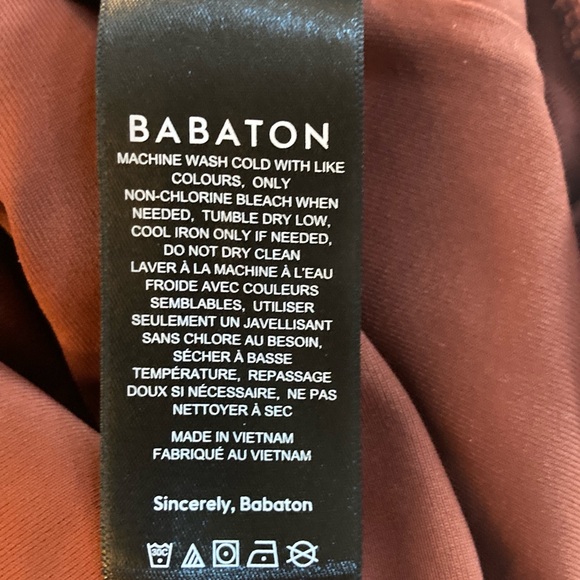 BABATON
MACHINE WASH COLD WITH LIKE
COLOURS, ONLY
NON-CHLORINE BLEACH WHEN
NEEDED, TUMBLE DRY LOW,
COOL IRON ONLY IF NEEDED,
DO NOT DRY CLEAN
LAVER À LA MACHINE À L'EAU
FROIDE AVEC COULEURS
SEMBLABLES, UTILISER
SEULEMENT UN JAVELLISANT
SANS CHLORE AU BESOIN,
SÉCHER À BASSE
TEMPÉRATURE, REPASSAGE
DOUX SI NÉCESSAIRE, NE PAS
NETTOYER À SEC
MADE IN VIETNAM
FABRIQUÉ AU VIETNAM
Sincerely, Babaton
30C